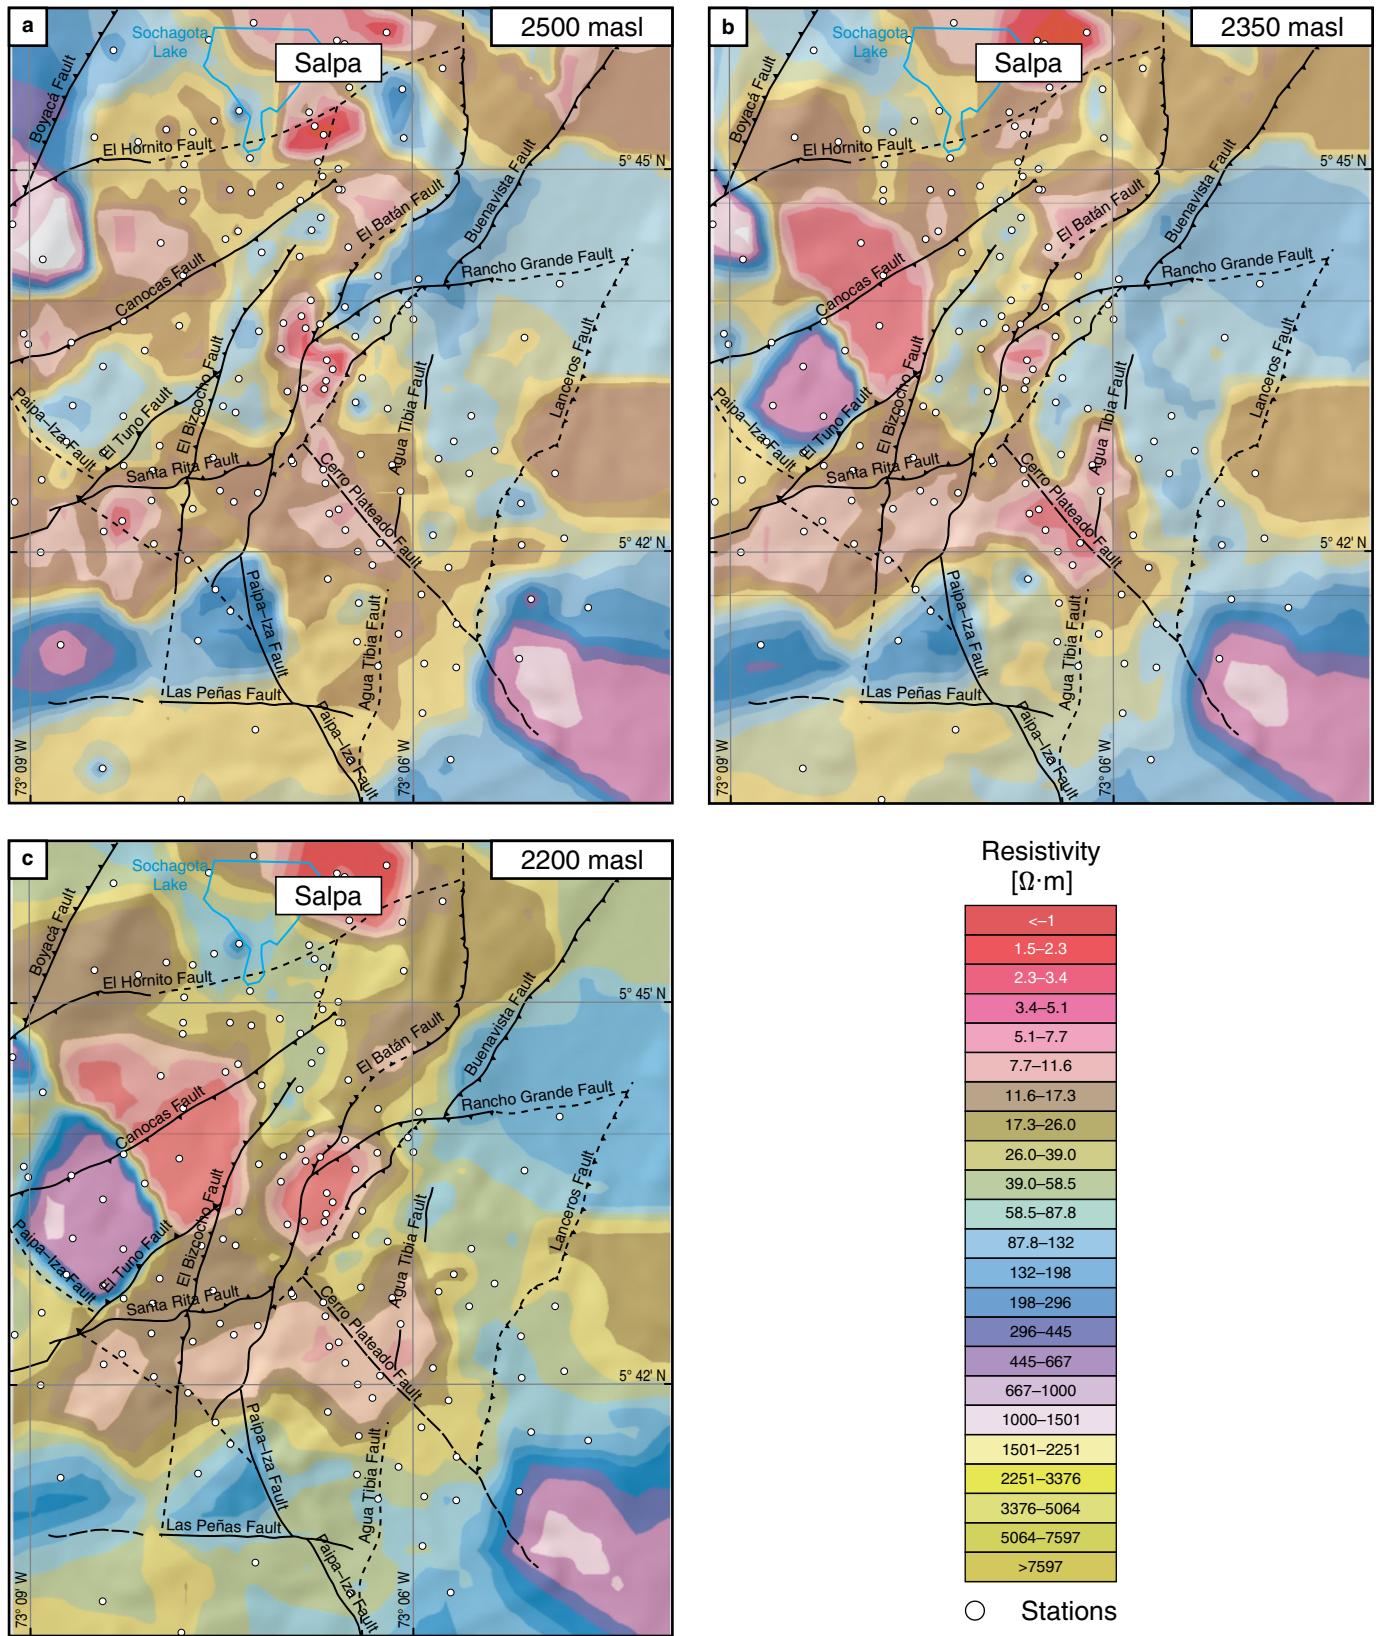 a
2500 masl
Sochagota
Lake
Salpa
Boyacá Fault
El Hornito Fault
5° 45' N
El Batán Fault
Buenavista Fault
Rancho Grande Fault
Canocas Fault
Lanceros Fault
El Bizcocho Fault
Agua Tibia Fault
Paipa–Iza Fault
El Tuno Fault
Santa Rita Fault
Cerro Plateado Fault
5° 42' N
Paipa–Iza Fault
Agua Tibia Fault
Las Peñas Fault
Paipa–Iza Fault
73° 09' W
73° 06' W
b
2350 masl
Sochagota
Lake
Salpa
Boyacá Fault
El Hornito Fault
5° 45' N
El Batán Fault
Buenavista Fault
Rancho Grande Fault
Canocas Fault
Lanceros Fault
El Bizcocho Fault
Agua Tibia Fault
Paipa–Iza Fault
El Tuno Fault
Santa Rita Fault
Cerro Plateado Fault
5° 42' N
Paipa–Iza Fault
Agua Tibia Fault
Las Peñas Fault
Paipa–Iza Fault
73° 09' W
73° 06' W
c
2200 masl
Sochagota
Lake
Salpa
Boyacá Fault
El Hornito Fault
5° 45' N
El Batán Fault
Buenavista Fault
Rancho Grande Fault
Canocas Fault
Lanceros Fault
El Bizcocho Fault
Agua Tibia Fault
Paipa–Iza Fault
El Tuno Fault
Santa Rita Fault
Cerro Plateado Fault
5° 42' N
Paipa–Iza Fault
Agua Tibia Fault
Las Peñas Fault
Paipa–Iza Fault
73° 09' W
73° 06' W
Resistivity
[Ω·m]
<–1
1.5–2.3
2.3–3.4
3.4–5.1
5.1–7.7
7.7–11.6
11.6–17.3
17.3–26.0
26.0–39.0
39.0–58.5
58.5–87.8
87.8–132
132–198
198–296
296–445
445–667
667–1000
1000–1501
1501–2251
2251–3376
3376–5064
5064–7597
>7597
Stations